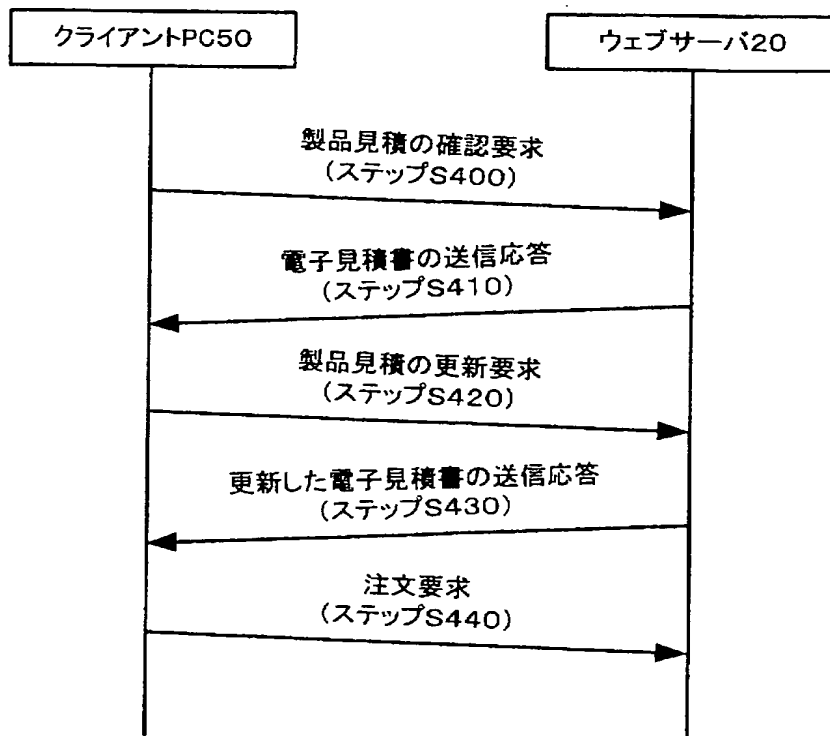 クライアントPC50
ウェブサーバ20
製品見積の確認要求
(ステップS400)
電子見積書の送信応答
(ステップS410)
製品見積の更新要求
(ステップS420)
更新した電子見積書の送信応答
(ステップS430)
注文要求
(ステップS440)